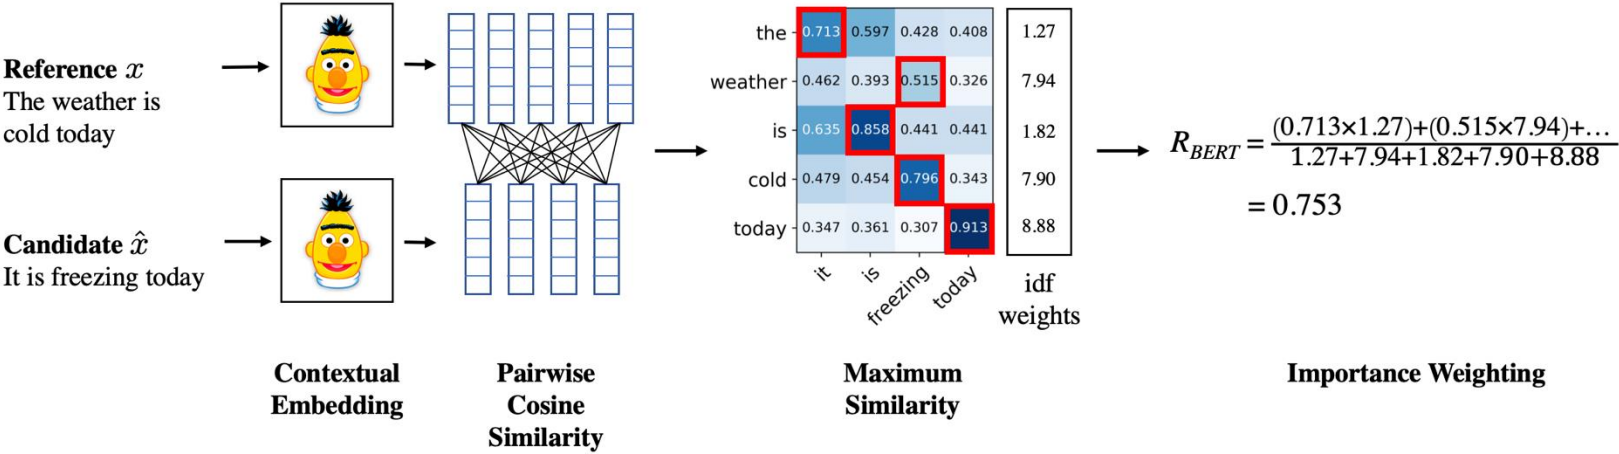 Reference x
The weather is
cold today
Candidate x̂
It is freezing today
Contextual
Embedding
Pairwise
Cosine
Similarity
the 0.713 0.597 0.428 0.408 1.27
weather 0.462 0.393 0.515 0.326 7.94
is 0.635 0.858 0.441 0.441 1.82
cold 0.479 0.454 0.796 0.343 7.90
today 0.347 0.361 0.307 0.913 8.88
it is freezing today
idf
weights
Maximum
Similarity
R_BERT = (0.713×1.27)+(0.515×7.94)+...
1.27+7.94+1.82+7.90+8.88
= 0.753
Importance Weighting